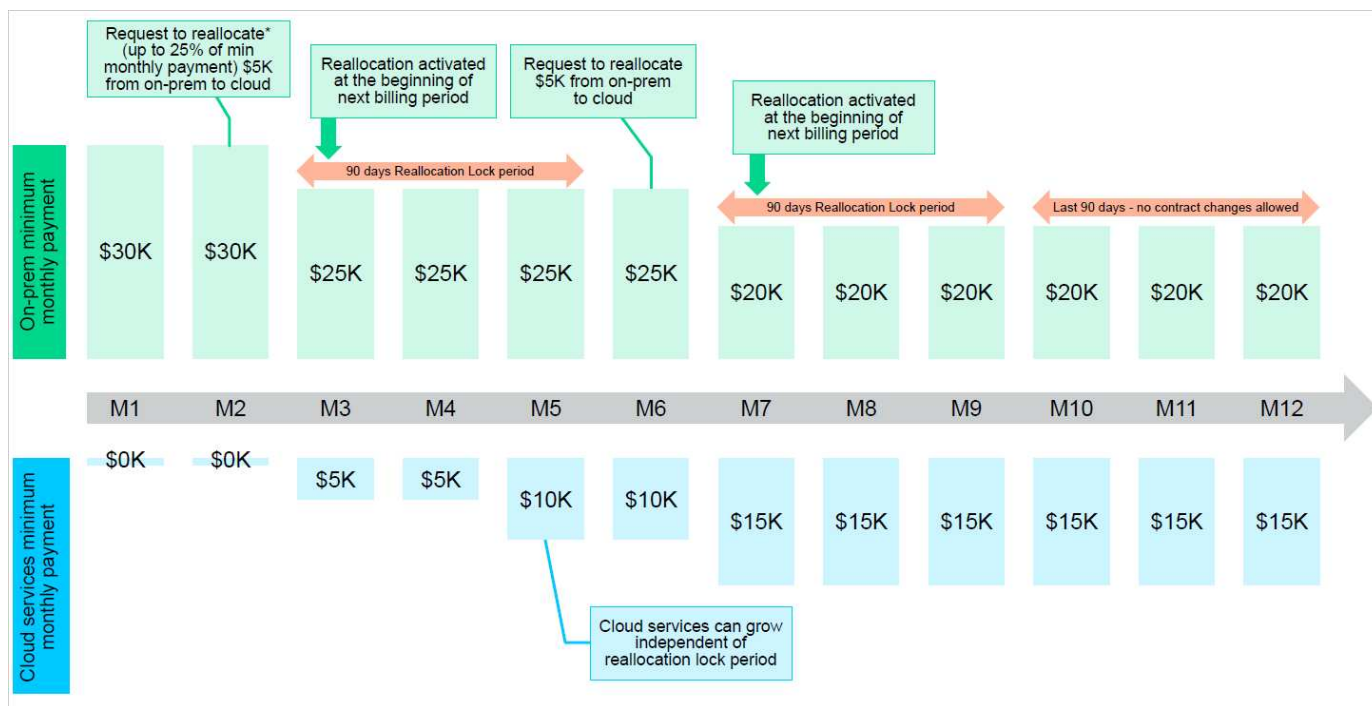 Request to reallocate*
(up to 25% of min
monthly payment) $5K
from on-prem to cloud
Reallocation activated
at the beginning of
next billing period
Request to reallocate
$5K from on-prem
to cloud
Reallocation activated
at the beginning of
next billing period
On-prem minimum
monthly payment
90 days Reallocation Lock period
90 days Reallocation Lock period
Last 90 days - no contract changes allowed
$30K
$30K
$25K
$25K
$25K
$25K
$20K
$20K
$20K
$20K
$20K
$20K
M1
M2
M3
M4
M5
M6
M7
M8
M9
M10
M11
M12
Cloud services minimum
monthly payment
$0K
$0K
$5K
$5K
$10K
$10K
$15K
$15K
$15K
$15K
$15K
$15K
Cloud services can grow
independent of
reallocation lock period